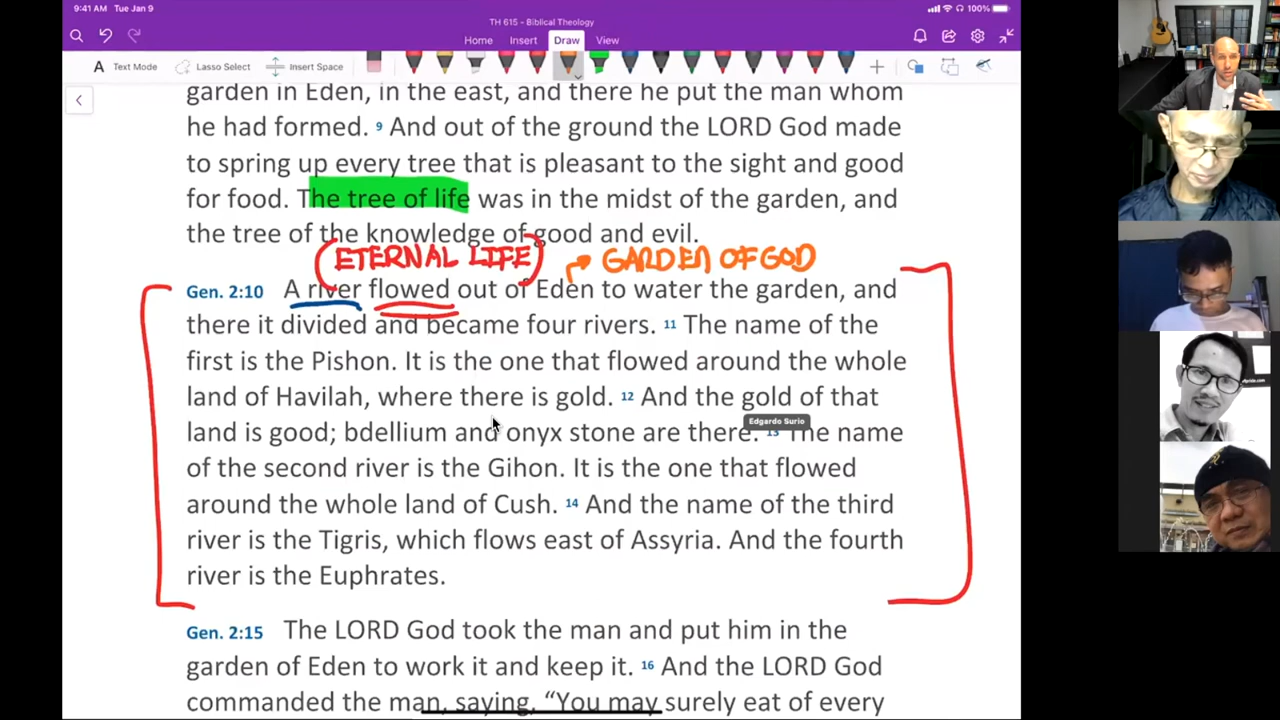 9:41 AM Tue Jan 9
100%
TH 615 - Biblical Theology
Home Insert Draw View
A Text Mode Lasso Select Insert Space
garden in Eden, in the east, and there he put the man whom
he had formed. 9 And out of the ground the LORD God made
to spring up every tree that is pleasant to the sight and good
for food. The tree of life was in the midst of the garden, and
the tree of the knowledge of good and evil.
(ETERNAL LIFE) GARDEN OF GOD
Gen. 2:10 A river flowed out of Eden to water the garden, and
there it divided and became four rivers. 11 The name of the
first is the Pishon. It is the one that flowed around the whole
land of Havilah, where there is gold. 12 And the gold of that
Edgardo Surio
land is good; bdellium and onyx stone are there. 13 The name
of the second river is the Gihon. It is the one that flowed
around the whole land of Cush. 14 And the name of the third
river is the Tigris, which flows east of Assyria. And the fourth
river is the Euphrates.
Gen. 2:15 The LORD God took the man and put him in the
garden of Eden to work it and keep it. 16 And the LORD God
commanded the man, saying, “You may surely eat of every